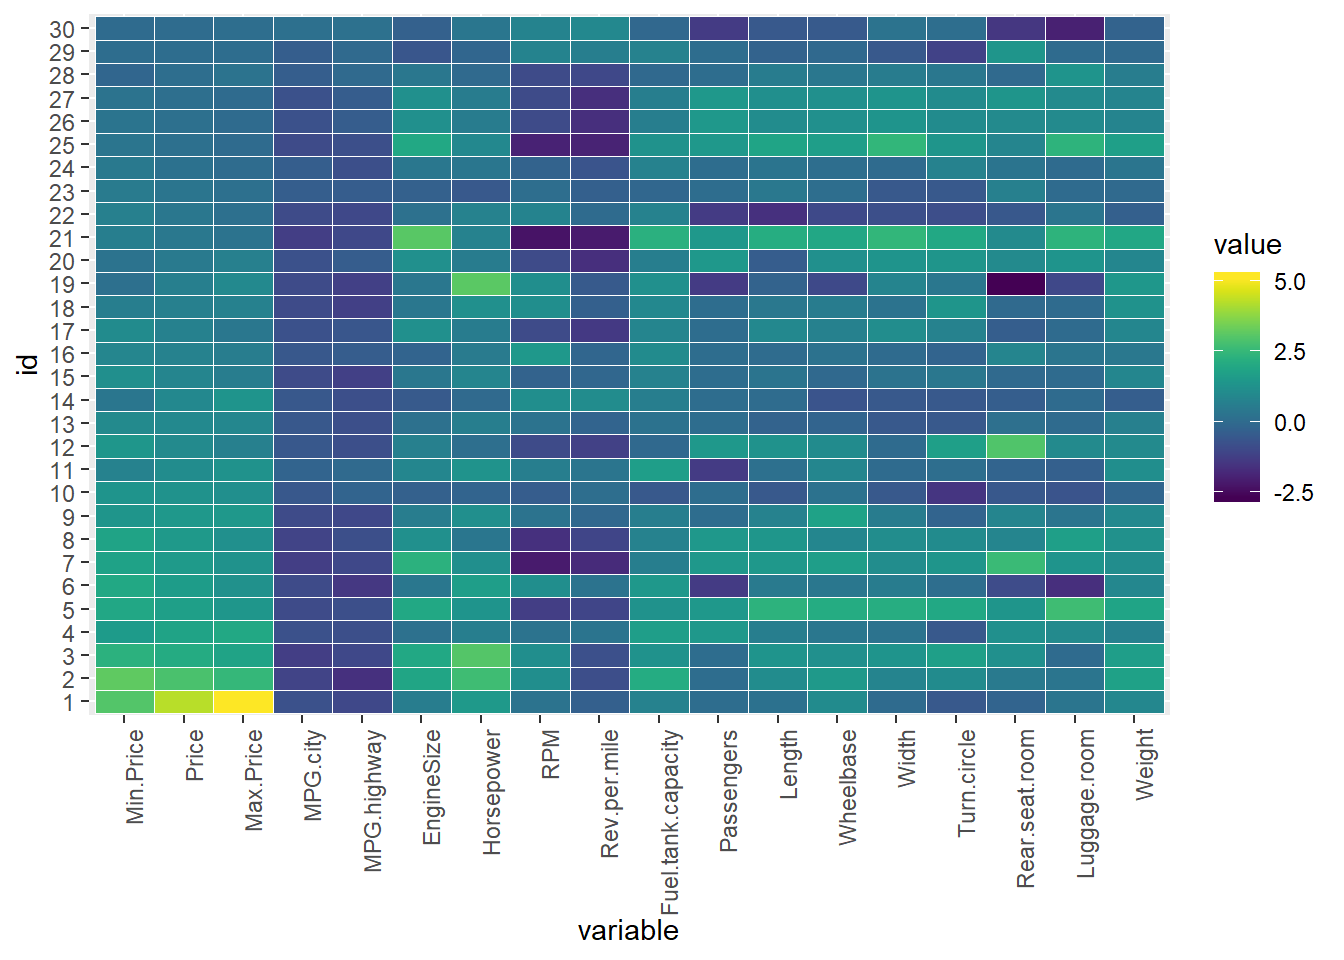 30
29
28
27
26
25
24
23
22
21
20
19
18
17
16
15
14
13
12
11
10
9
8
7
6
5
4
3
2
1
id
Min.Price
Price
Max.Price
MPG.city
MPG.highway
EngineSize
Horsepower
RPM
Rev.per.mile
Fuel.tank.capacity
Passengers
Length
Wheelbase
Width
Turn.circle
Rear.seat.room
Luggage.room
Weight
variable
value
5.0
2.5
0.0
-2.5